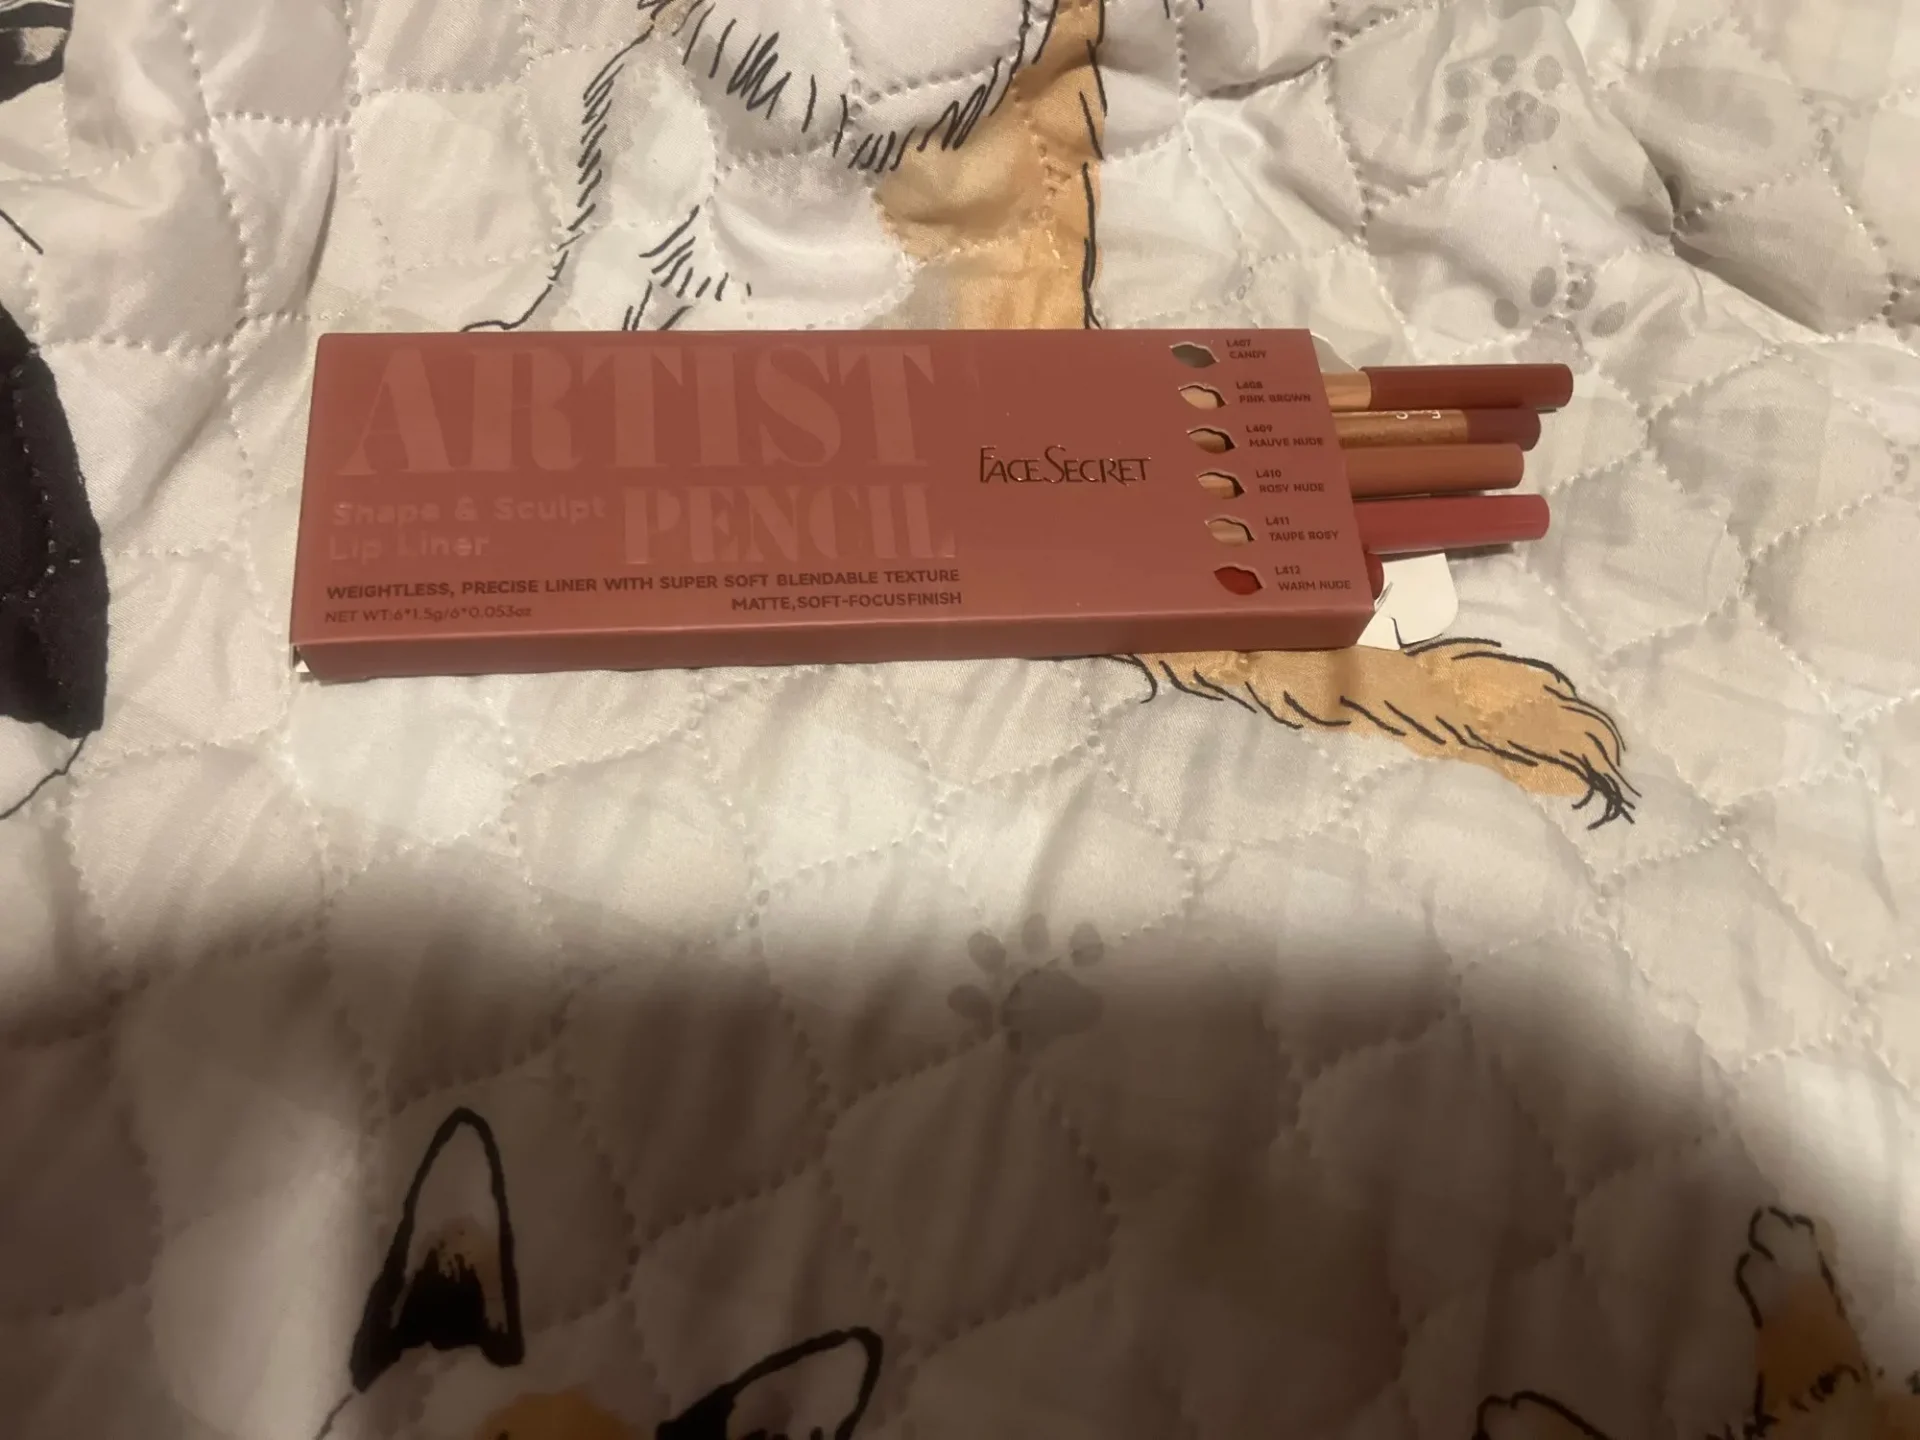 ARTIST
PENCIL
Shape & Sculpt
Lip Liner
WEIGHTLESS, PRECISE LINER WITH SUPER SOFT BLENDABLE TEXTURE
MATTE,SOFT-FOCUSFINISH
NET WT:6*1.5g/6*0.053oz
FACESECRET
L407
CANDY
L408
PINK BROWN
L409
MAUVE NUDE
L410
ROSY NUDE
L411
TAUPE ROSY
L412
WARM NUDE